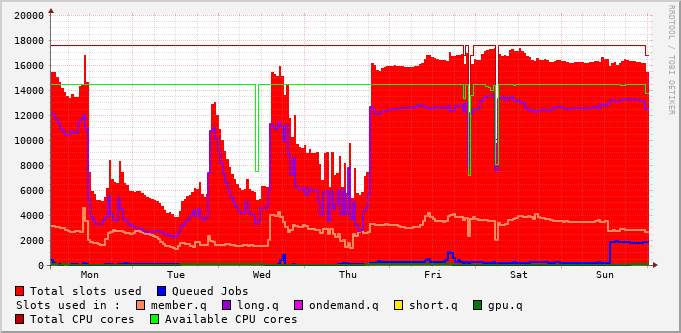 20000
18000
16000
14000
12000
10000
8000
6000
4000
2000
0
Mon Tue Wed Thu Fri Sat Sun
Total slots used Queued Jobs
Slots used in : member.q long.q ondemand.q short.q gpu.q
Total CPU cores Available CPU cores
RRDTOOL / TOBI OETIKER